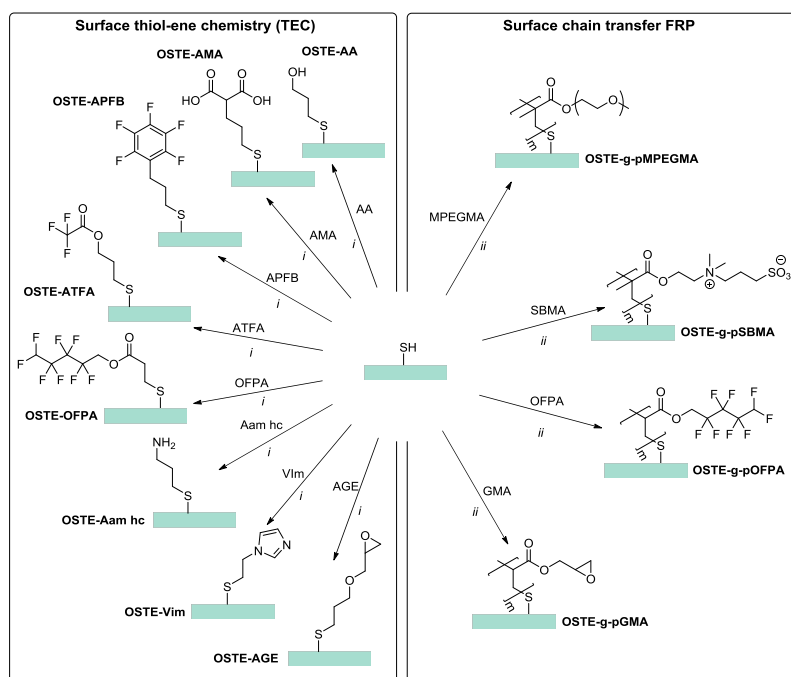 Surface thiol-ene chemistry (TEC)
OSTE-AMA
OSTE-AA
OSTE-APFB
OH
O O
HO OH
F
F F
F F
S
S
S
AA
i
AMA
i
APFB
i
O
F
F
F
O
S
OSTE-ATFA
ATFA
i
F F F F O
F
F F F F
O
S
OSTE-OFPA
OFPA
i
NH2
S
OSTE-Aam hc
Aam hc
i
VIm
i
N
N
S
OSTE-Vim
AGE
i
O
O
S
OSTE-AGE
SH
Surface chain transfer FRP
O
O
O
m
S
OSTE-g-pMPEGMA
MPEGMA
ii
O
O
N
⊕
SO3
⊖
m
S
OSTE-g-pSBMA
SBMA
ii
O
O
F F F F F
F
F F F
m
S
OSTE-g-pOFPA
OFPA
ii
GMA
ii
O
O
O
m
S
OSTE-g-pGMA